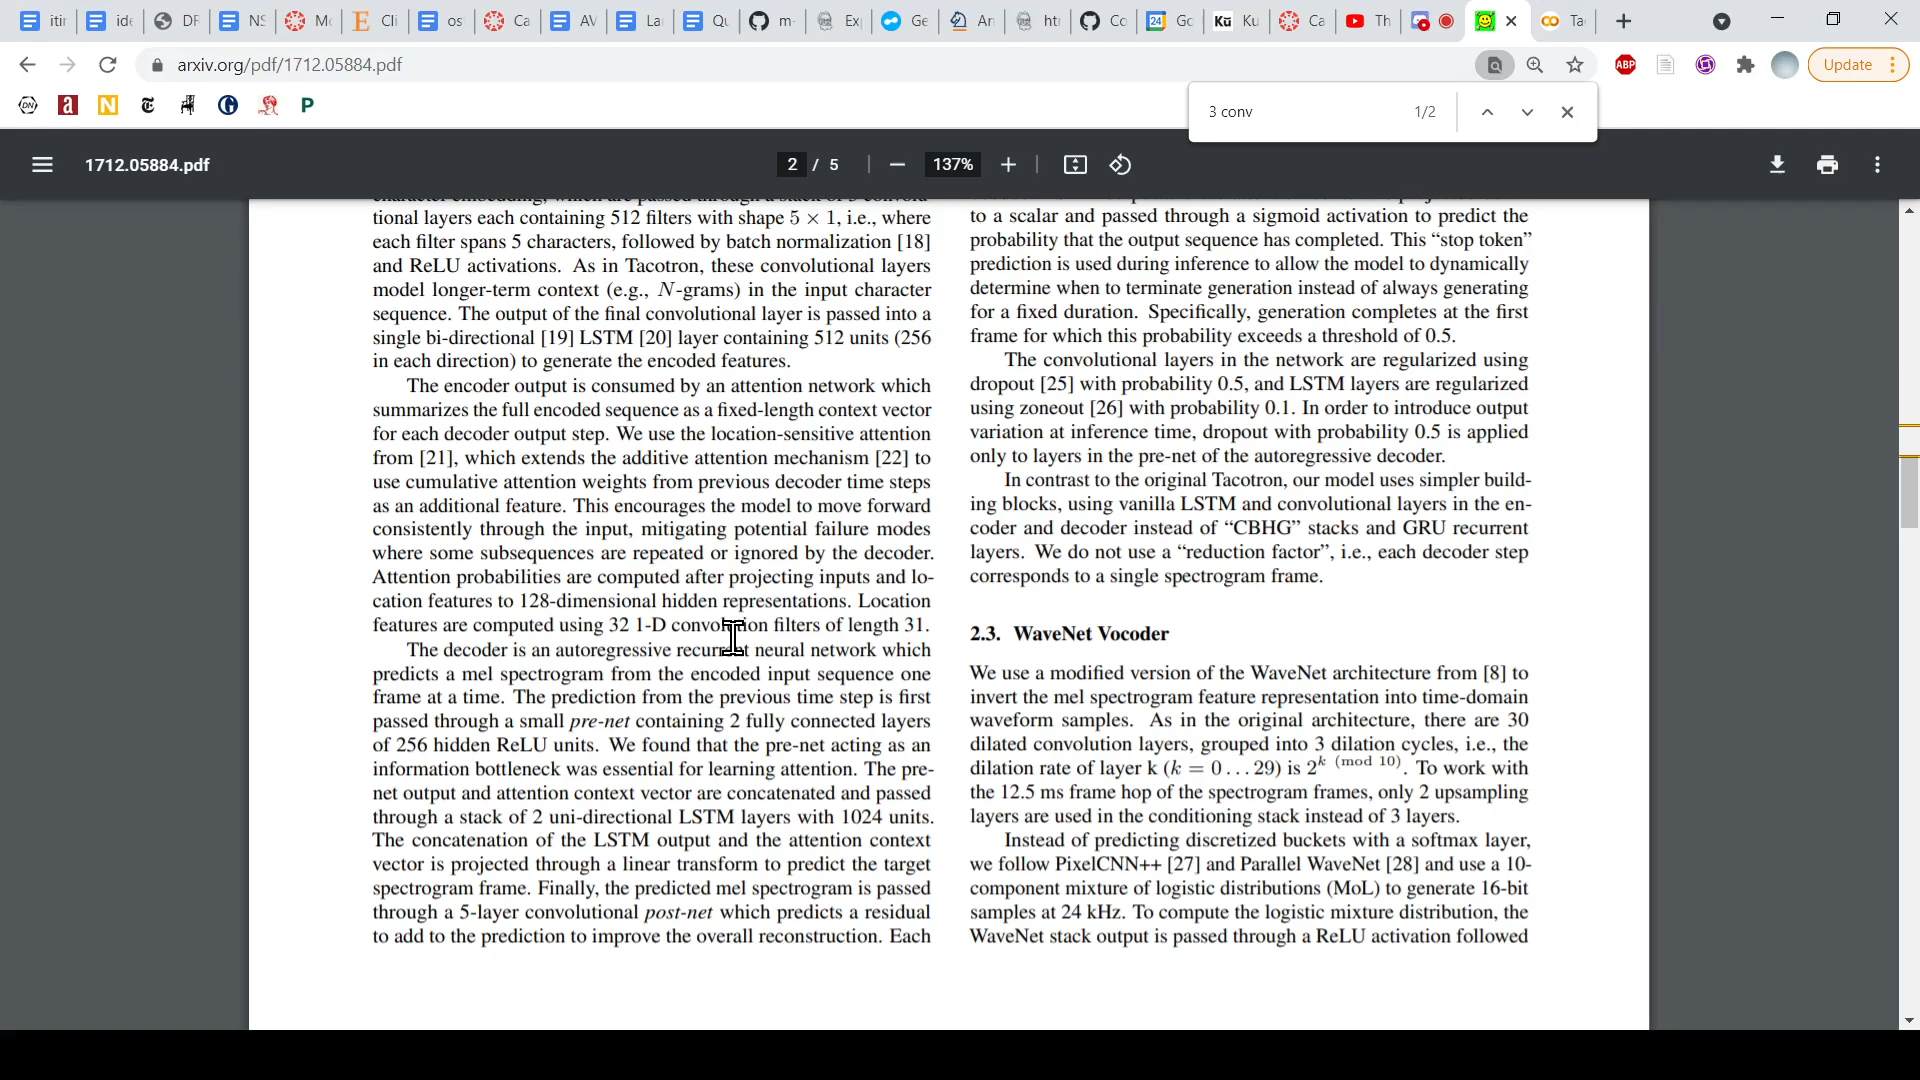 itir
ide
DF
NS
Mc
Cli
os
Ca
AV
La
Qu
m-
Ex
Ge
An
ht
Cc
24
Gc
Kū
Ku
Ca
Th
Ta
arxiv.org/pdf/1712.05884.pdf
ABP
Update
DN
a
N
P
3 conv
1/2
1712.05884.pdf
2 / 5
137%
tional layers each containing 512 filters with shape 5 × 1, i.e., where
each filter spans 5 characters, followed by batch normalization [18]
and ReLU activations. As in Tacotron, these convolutional layers
model longer-term context (e.g., N-grams) in the input character
sequence. The output of the final convolutional layer is passed into a
single bi-directional [19] LSTM [20] layer containing 512 units (256
in each direction) to generate the encoded features.
The encoder output is consumed by an attention network which
summarizes the full encoded sequence as a fixed-length context vector
for each decoder output step. We use the location-sensitive attention
from [21], which extends the additive attention mechanism [22] to
use cumulative attention weights from previous decoder time steps
as an additional feature. This encourages the model to move forward
consistently through the input, mitigating potential failure modes
where some subsequences are repeated or ignored by the decoder.
Attention probabilities are computed after projecting inputs and lo-
cation features to 128-dimensional hidden representations. Location
features are computed using 32 1-D convolution filters of length 31.
The decoder is an autoregressive recurrent neural network which
predicts a mel spectrogram from the encoded input sequence one
frame at a time. The prediction from the previous time step is first
passed through a small pre-net containing 2 fully connected layers
of 256 hidden ReLU units. We found that the pre-net acting as an
information bottleneck was essential for learning attention. The pre-
net output and attention context vector are concatenated and passed
through a stack of 2 uni-directional LSTM layers with 1024 units.
The concatenation of the LSTM output and the attention context
vector is projected through a linear transform to predict the target
spectrogram frame. Finally, the predicted mel spectrogram is passed
through a 5-layer convolutional post-net which predicts a residual
to add to the prediction to improve the overall reconstruction. Each
to a scalar and passed through a sigmoid activation to predict the
probability that the output sequence has completed. This “stop token”
prediction is used during inference to allow the model to dynamically
determine when to terminate generation instead of always generating
for a fixed duration. Specifically, generation completes at the first
frame for which this probability exceeds a threshold of 0.5.
The convolutional layers in the network are regularized using
dropout [25] with probability 0.5, and LSTM layers are regularized
using zoneout [26] with probability 0.1. In order to introduce output
variation at inference time, dropout with probability 0.5 is applied
only to layers in the pre-net of the autoregressive decoder.
In contrast to the original Tacotron, our model uses simpler build-
ing blocks, using vanilla LSTM and convolutional layers in the en-
coder and decoder instead of “CBHG” stacks and GRU recurrent
layers. We do not use a “reduction factor”, i.e., each decoder step
corresponds to a single spectrogram frame.
2.3. WaveNet Vocoder
We use a modified version of the WaveNet architecture from [8] to
invert the mel spectrogram feature representation into time-domain
waveform samples. As in the original architecture, there are 30
dilated convolution layers, grouped into 3 dilation cycles, i.e., the
dilation rate of layer k (k = 0 . . . 29) is 2^k (mod 10). To work with
the 12.5 ms frame hop of the spectrogram frames, only 2 upsampling
layers are used in the conditioning stack instead of 3 layers.
Instead of predicting discretized buckets with a softmax layer,
we follow PixelCNN++ [27] and Parallel WaveNet [28] and use a 10-
component mixture of logistic distributions (MoL) to generate 16-bit
samples at 24 kHz. To compute the logistic mixture distribution, the
WaveNet stack output is passed through a ReLU activation followed